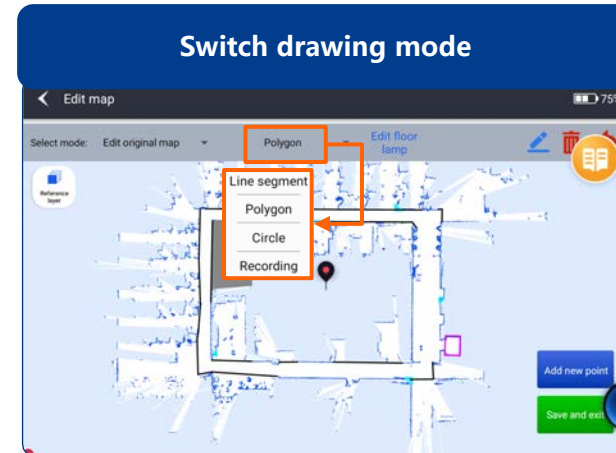 Switch drawing mode
Edit map
75%
Select mode: Edit original map Polygon Edit floor lamp
Reference layer
Line segment
Polygon
Circle
Recording
Add new point
Save and exit